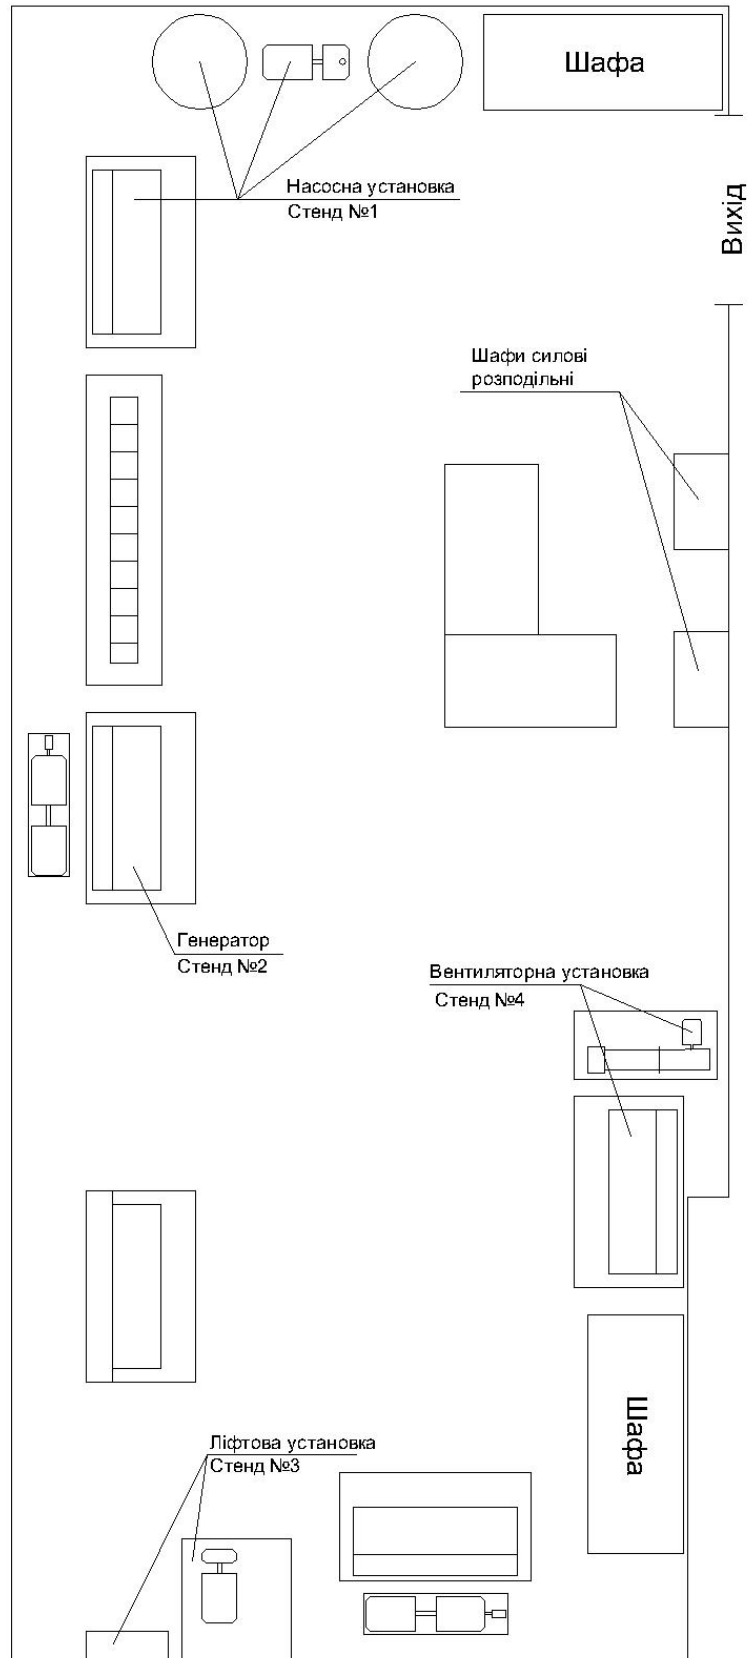 Шафа
Насосна установка
Стенд №1
Вихід
Шафи силові
розподільні
Генератор
Стенд №2
Вентиляторна установка
Стенд №4
Шафа
Ліфтова установка
Стенд №3